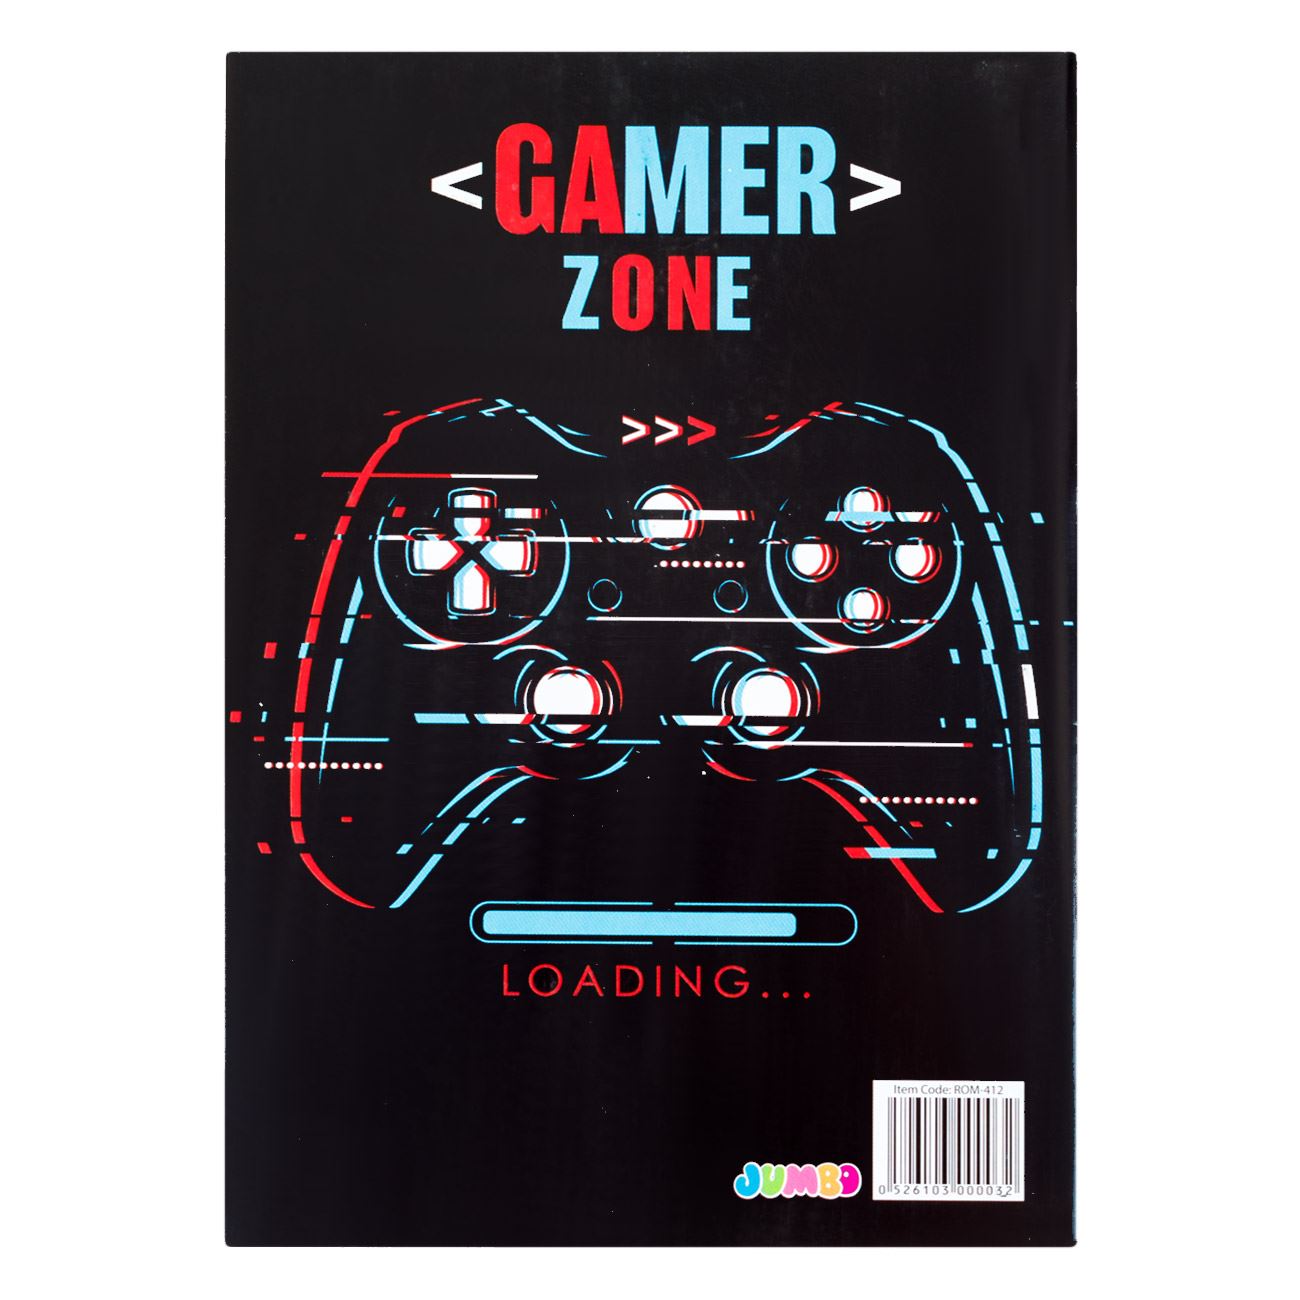 <GAMER>
ZONE
>>>
LOADING...
Item Code: ROM-412
0 526103 000032
JUMBO